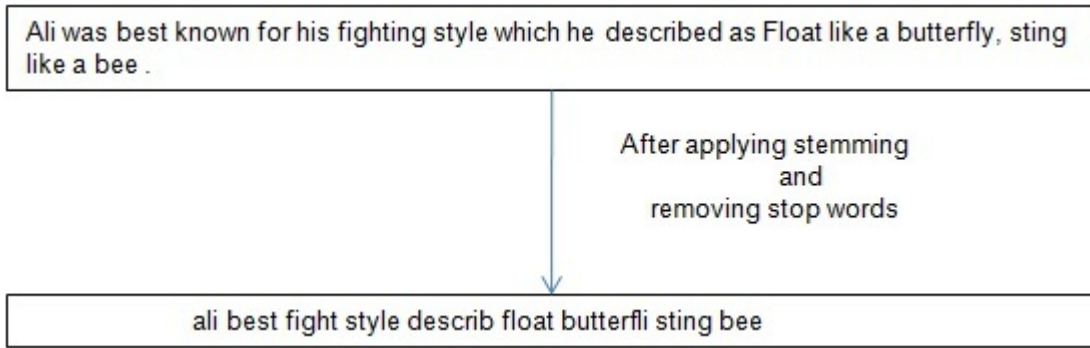 Ali was best known for his fighting style which he described as Float like a butterfly, sting
like a bee .
After applying stemming
and
removing stop words
ali best fight style describ float butterfli sting bee